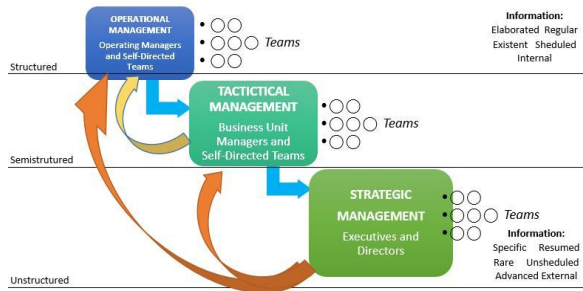 OPERATIONAL
MANAGEMENT
Operating Managers
and Self-Directed
Teams
Teams
Information:
Elaborated Regular
Existent Sheduled
Internal
Structured
TACTICTICAL
MANAGEMENT
Business Unit
Managers and
Self-Directed Teams
Teams
Semistrutured
STRATEGIC
MANAGEMENT
Executives and
Directors
Teams
Information:
Specific Resumed
Rare Unsheduled
Advanced External
Unstructured